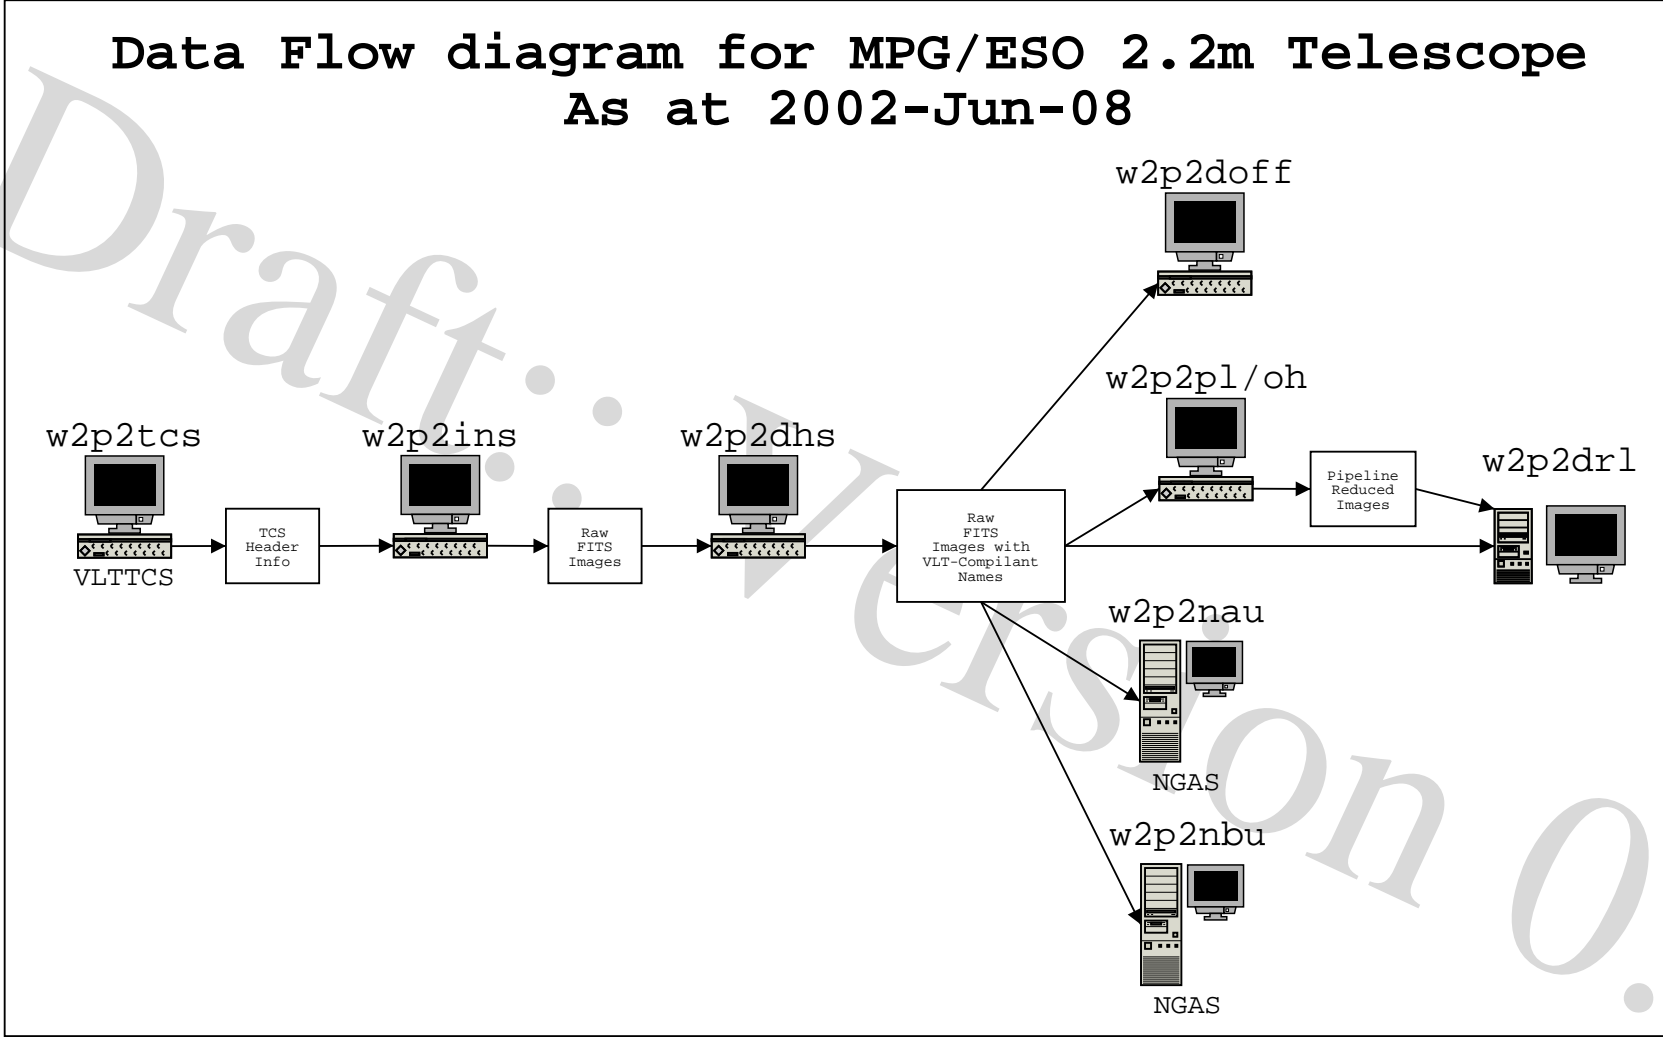 Data Flow diagram for MPG/ESO 2.2m Telescope
As at 2002-Jun-08
w2p2doff
w2p2pl/oh
w2p2tcs
w2p2ins
w2p2dhs
w2p2drl
Pipeline
Reduced
Images
TCS
Header
Info
Raw
FITS
Images
Raw
FITS
Images with
VLT-Compilant
Names
VLTTCS
w2p2nau
NGAS
w2p2nbu
NGAS
Draft:: Version 0.